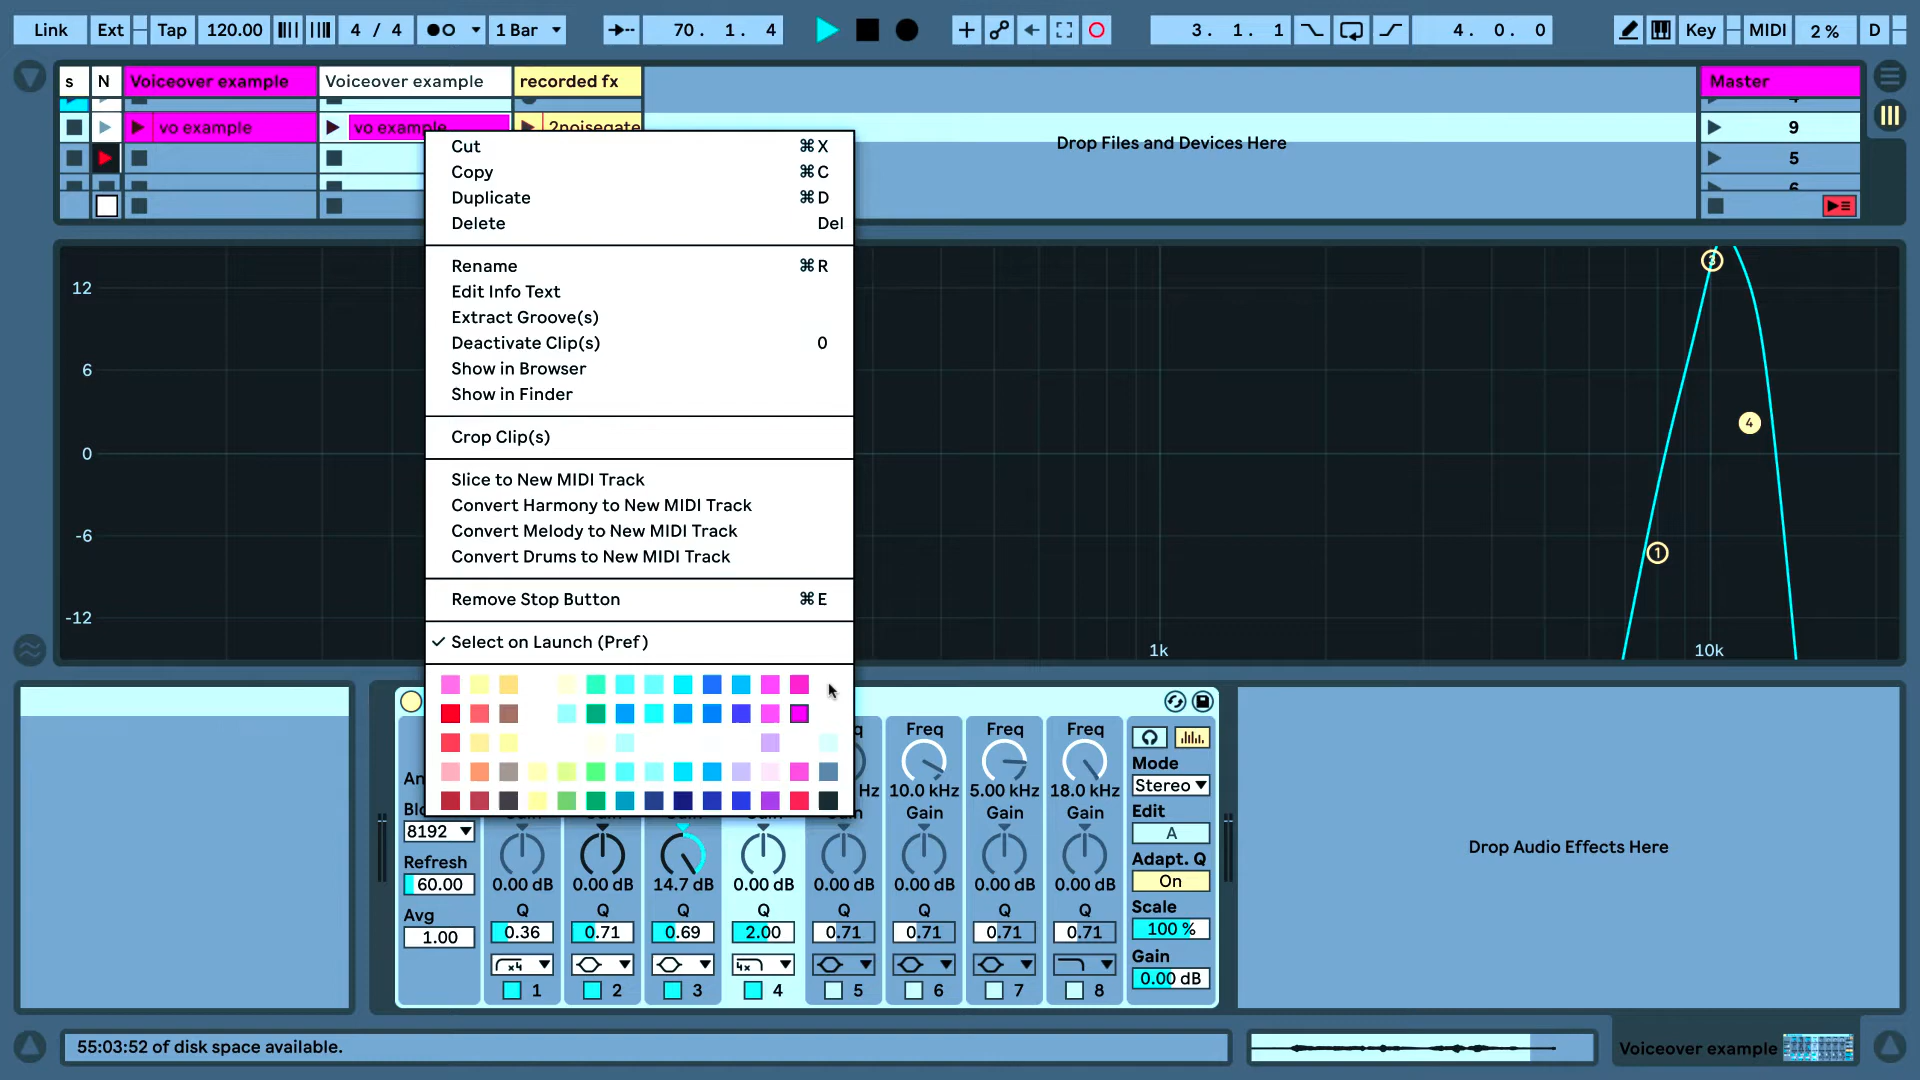 Link Ext Tap 120.00 4 / 4 1 Bar 70. 1. 4 3. 1. 1 4. 0. 0 Key MIDI 2 % D
s N Voiceover example Voiceover example recorded fx Master
vo example vo example 2noisegate 9
Drop Files and Devices Here
5
6
Cut ⌘X
Copy ⌘C
Duplicate ⌘D
Delete Del
Rename ⌘R
Edit Info Text
Extract Groove(s)
Deactivate Clip(s) 0
Show in Browser
Show in Finder
Crop Clip(s)
Slice to New MIDI Track
Convert Harmony to New MIDI Track
Convert Melody to New MIDI Track
Convert Drums to New MIDI Track
Remove Stop Button ⌘E
✓ Select on Launch (Pref)
12
6
0
-6
-12
3
4
1
1k 10k
Freq Freq Freq
Hz 10.0 kHz 5.00 kHz 18.0 kHz
Gain Gain Gain
8192
Refresh
60.00
Avg
1.00
0.00 dB 0.00 dB 14.7 dB 0.00 dB 0.00 dB 0.00 dB 0.00 dB 0.00 dB
Q Q Q Q Q Q Q Q
0.36 0.71 0.69 2.00 0.71 0.71 0.71 0.71
x4 4x
1 2 3 4 5 6 7 8
Mode
Stereo
Edit
A
Adapt. Q
On
Scale
100 %
Gain
0.00 dB
Drop Audio Effects Here
55:03:52 of disk space available.
Voiceover example